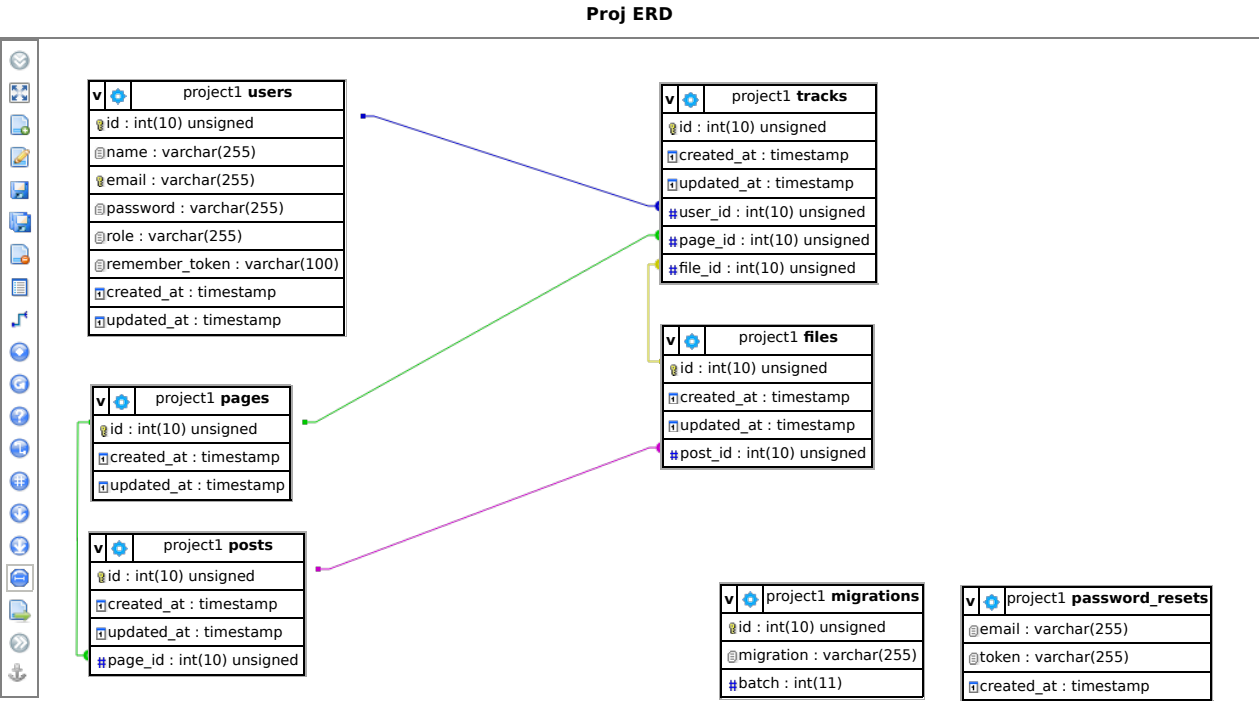 Proj ERD
v project1 users
id : int(10) unsigned
name : varchar(255)
email : varchar(255)
password : varchar(255)
role : varchar(255)
remember_token : varchar(100)
created_at : timestamp
updated_at : timestamp
v project1 tracks
id : int(10) unsigned
created_at : timestamp
updated_at : timestamp
#user_id : int(10) unsigned
#page_id : int(10) unsigned
#file_id : int(10) unsigned
v project1 files
id : int(10) unsigned
created_at : timestamp
updated_at : timestamp
#post_id : int(10) unsigned
v project1 pages
id : int(10) unsigned
created_at : timestamp
updated_at : timestamp
v project1 posts
id : int(10) unsigned
created_at : timestamp
updated_at : timestamp
#page_id : int(10) unsigned
v project1 migrations
id : int(10) unsigned
migration : varchar(255)
#batch : int(11)
v project1 password_resets
email : varchar(255)
token : varchar(255)
created_at : timestamp